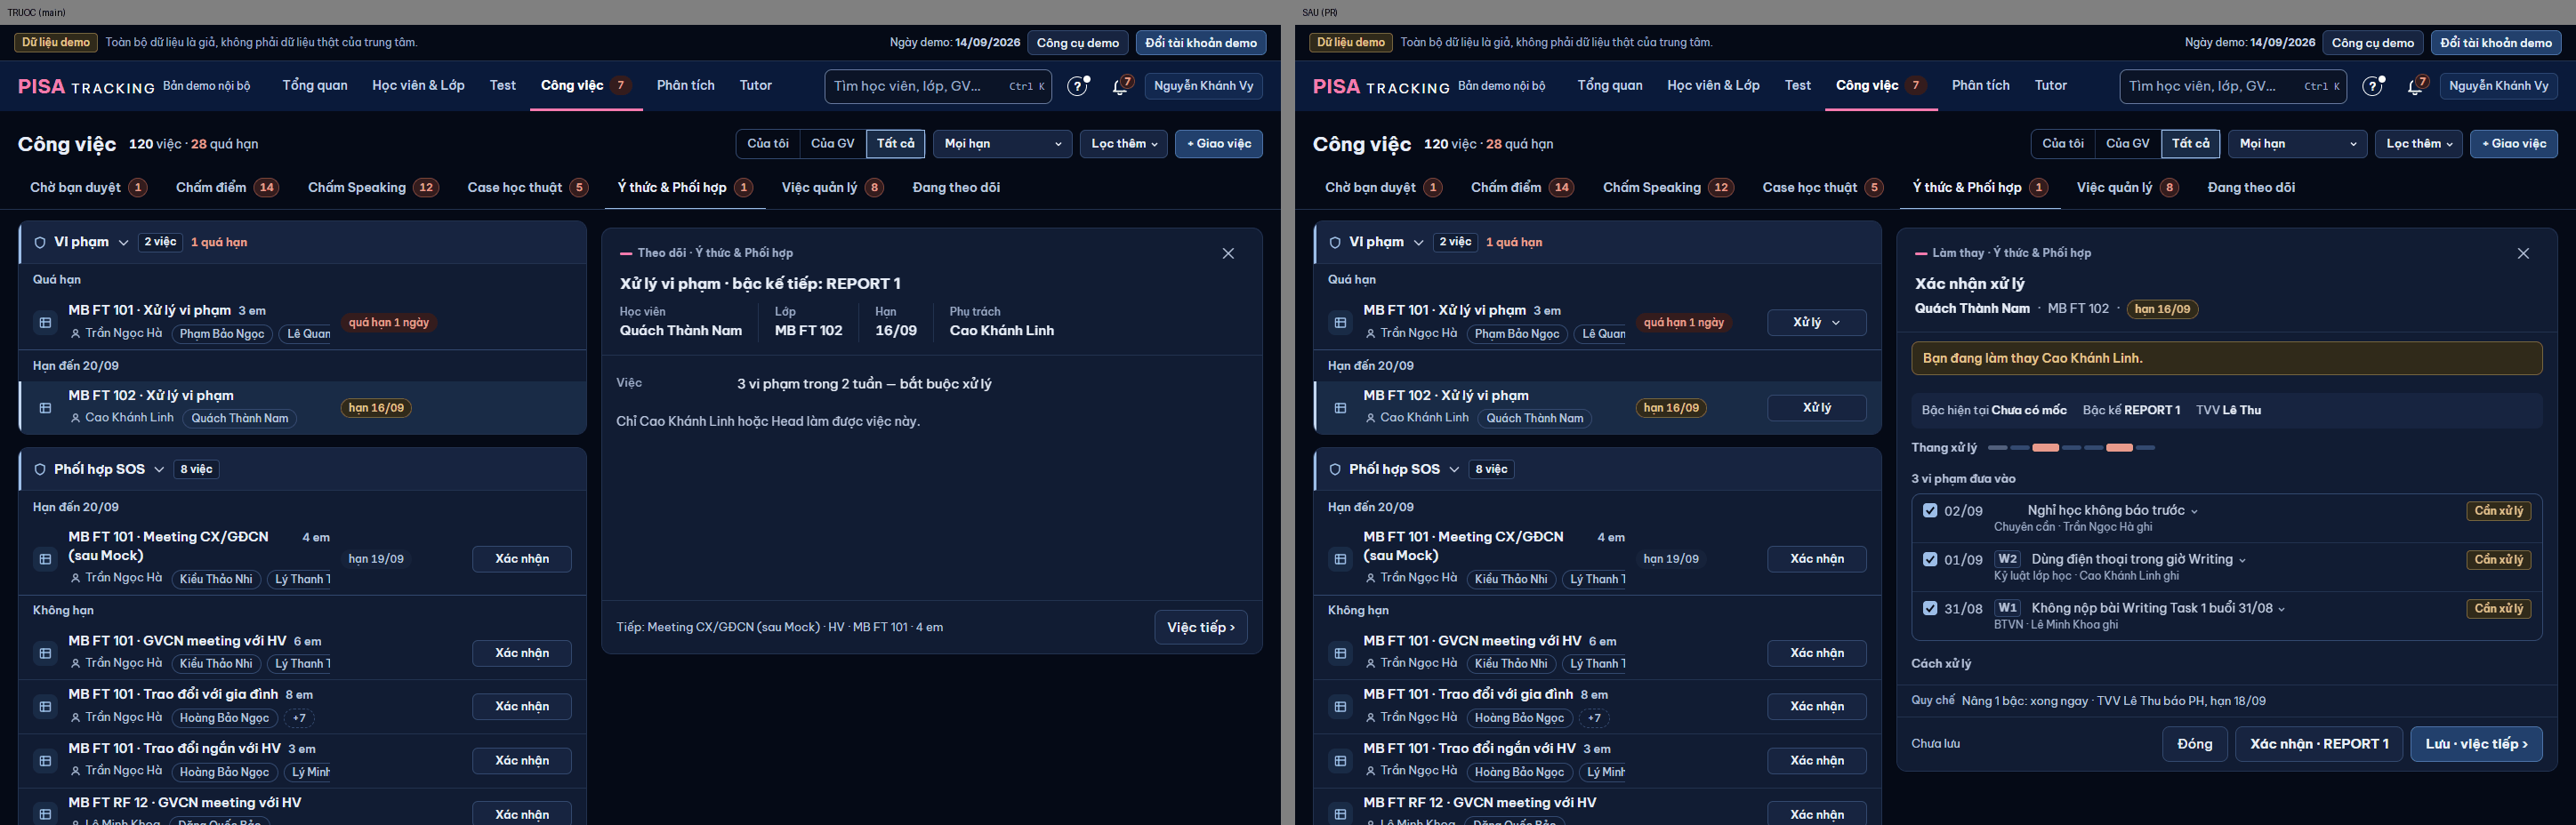 TRUOC (main)
Dữ liệu demo Toàn bộ dữ liệu là giả, không phải dữ liệu thật của trung tâm. Ngày demo: 14/09/2026 Công cụ demo Đổi tài khoản demo
PISA TRACKING Bản demo nội bộ Tổng quan Học viên & Lớp Test Công việc 7 Phân tích Tutor Tìm học viên, lớp, GV... Ctrl K ? 7 Nguyễn Khánh Vy
Công việc 120 việc · 28 quá hạn Của tôi Của GV Tất cả Mọi hạn Lọc thêm + Giao việc
Chờ bạn duyệt 1 Chấm điểm 14 Chấm Speaking 12 Case học thuật 5 Ý thức & Phối hợp 1 Việc quản lý 8 Đang theo dõi
Vi phạm 2 việc 1 quá hạn
Quá hạn
MB FT 101 · Xử lý vi phạm 3 em
Trần Ngọc Hà Phạm Bảo Ngọc Lê Quan
quá hạn 1 ngày
Hạn đến 20/09
MB FT 102 · Xử lý vi phạm
Cao Khánh Linh Quách Thành Nam
hạn 16/09
Phối hợp SOS 8 việc
Hạn đến 20/09
MB FT 101 · Meeting CX/GĐCN (sau Mock) 4 em
Trần Ngọc Hà Kiều Thảo Nhi Lý Thanh T
hạn 19/09 Xác nhận
Không hạn
MB FT 101 · GVCN meeting với HV 6 em
Trần Ngọc Hà Kiều Thảo Nhi Lý Thanh T
Xác nhận
MB FT 101 · Trao đổi với gia đình 8 em
Trần Ngọc Hà Hoàng Bảo Ngọc +7
Xác nhận
MB FT 101 · Trao đổi ngắn với HV 3 em
Trần Ngọc Hà Hoàng Bảo Ngọc Lý Minh
Xác nhận
MB FT RF 12 · GVCN meeting với HV
Lê Minh Khoa Đặng Quốc Bảo
Xác nhận
Theo dõi · Ý thức & Phối hợp
Xử lý vi phạm · bậc kế tiếp: REPORT 1
Học viên Lớp Hạn Phụ trách
Quách Thành Nam MB FT 102 16/09 Cao Khánh Linh
Việc 3 vi phạm trong 2 tuần — bắt buộc xử lý
Chỉ Cao Khánh Linh hoặc Head làm được việc này.
Tiếp: Meeting CX/GĐCN (sau Mock) · HV · MB FT 101 · 4 em Việc tiếp ›
SAU (PR)
Dữ liệu demo Toàn bộ dữ liệu là giả, không phải dữ liệu thật của trung tâm. Ngày demo: 14/09/2026 Công cụ demo Đổi tài khoản demo
PISA TRACKING Bản demo nội bộ Tổng quan Học viên & Lớp Test Công việc 7 Phân tích Tutor Tìm học viên, lớp, GV... Ctrl K ? 7 Nguyễn Khánh Vy
Công việc 120 việc · 28 quá hạn Của tôi Của GV Tất cả Mọi hạn Lọc thêm + Giao việc
Chờ bạn duyệt 1 Chấm điểm 14 Chấm Speaking 12 Case học thuật 5 Ý thức & Phối hợp 1 Việc quản lý 8 Đang theo dõi
Vi phạm 2 việc 1 quá hạn
Quá hạn
MB FT 101 · Xử lý vi phạm 3 em
Trần Ngọc Hà Phạm Bảo Ngọc Lê Quan
quá hạn 1 ngày Xử lý
Hạn đến 20/09
MB FT 102 · Xử lý vi phạm
Cao Khánh Linh Quách Thành Nam
hạn 16/09 Xử lý
Phối hợp SOS 8 việc
Hạn đến 20/09
MB FT 101 · Meeting CX/GĐCN (sau Mock) 4 em
Trần Ngọc Hà Kiều Thảo Nhi Lý Thanh T
hạn 19/09 Xác nhận
Không hạn
MB FT 101 · GVCN meeting với HV 6 em
Trần Ngọc Hà Kiều Thảo Nhi Lý Thanh T
Xác nhận
MB FT 101 · Trao đổi với gia đình 8 em
Trần Ngọc Hà Hoàng Bảo Ngọc +7
Xác nhận
MB FT 101 · Trao đổi ngắn với HV 3 em
Trần Ngọc Hà Hoàng Bảo Ngọc Lý Minh
Xác nhận
MB FT RF 12 · GVCN meeting với HV
Lê Minh Khoa Đặng Quốc Bảo
Xác nhận
Làm thay · Ý thức & Phối hợp
Xác nhận xử lý
Quách Thành Nam · MB FT 102 · hạn 16/09
Bạn đang làm thay Cao Khánh Linh.
Bậc hiện tại Chưa có mốc Bậc kế REPORT 1 TVV Lê Thu
Thang xử lý
3 vi phạm đưa vào
02/09 Nghỉ học không báo trước Cần xử lý
Chuyên cần · Trần Ngọc Hà ghi
01/09 W2 Dùng điện thoại trong giờ Writing Cần xử lý
Kỷ luật lớp học · Cao Khánh Linh ghi
31/08 W1 Không nộp bài Writing Task 1 buổi 31/08 Cần xử lý
BTVN · Lê Minh Khoa ghi
Cách xử lý
Quy chế Nâng 1 bậc: xong ngay · TVV Lê Thu báo PH, hạn 18/09
Chưa lưu Đóng Xác nhận · REPORT 1 Lưu · việc tiếp ›